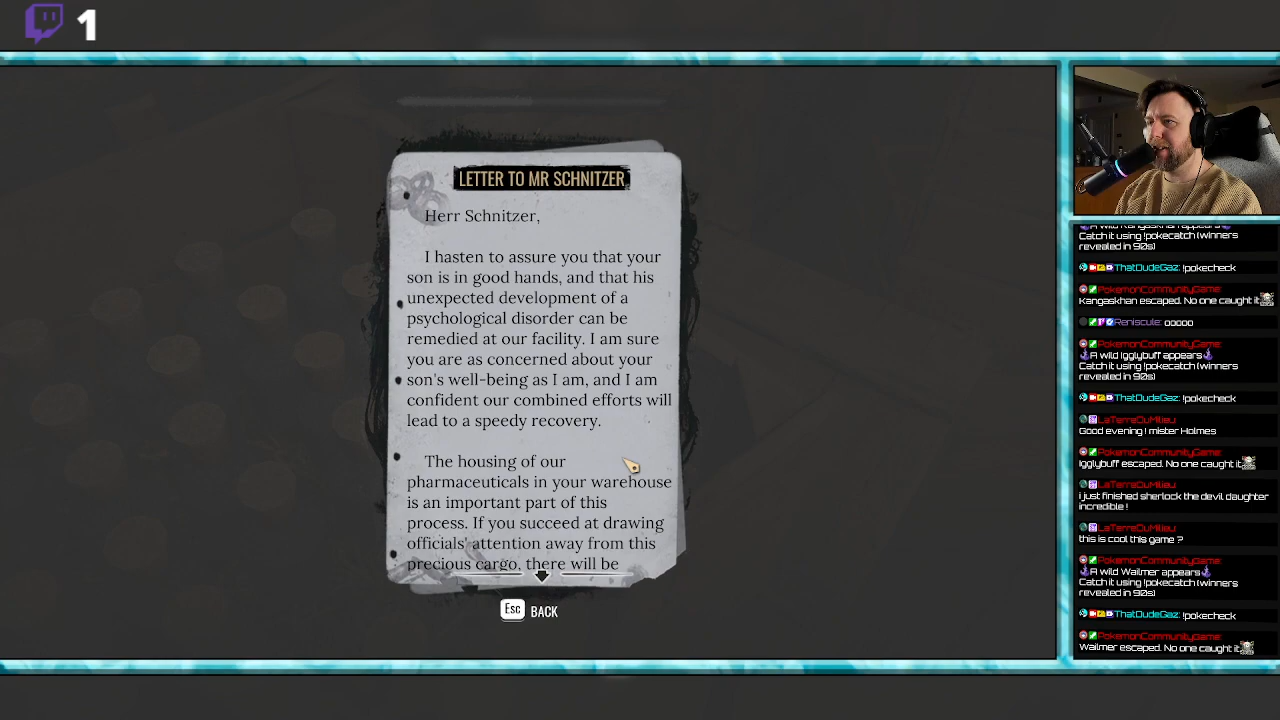 1
LETTER TO MR SCHNITZER
Herr Schnitzer,
I hasten to assure you that your
son is in good hands, and that his
unexpected development of a
psychological disorder can be
remedied at our facility. I am sure
you are as concerned about your
son's well-being as I am, and I am
confident our combined efforts will
lead to a speedy recovery.
The housing of our
pharmaceuticals in your warehouse
is an important part of this
process. If you succeed at drawing
officials attention away from this
precious cargo, there will be
Esc BACK
A wild Kangaskhan appears
Catch it using !pokecatch (winners
revealed in 90s)
ThatDudeGaz: !pokecheck
PokemonCommunityGame:
Kangaskhan escaped. No one caught it
Reniscule: ooooo
PokemonCommunityGame:
A wild Igglybuff appears
Catch it using !pokecatch (winners
revealed in 90s)
ThatDudeGaz: !pokecheck
LaTerreDuMilieu:
Good evening ! mister Holmes
PokemonCommunityGame:
Igglybuff escaped. No one caught it
LaTerreDuMilieu:
i just finished sherlock the devil daughter
incredible !
LaTerreDuMilieu:
this is cool this game ?
PokemonCommunityGame:
A wild Wailmer appears
Catch it using !pokecatch (winners
revealed in 90s)
ThatDudeGaz: !pokecheck
PokemonCommunityGame:
Wailmer escaped. No one caught it